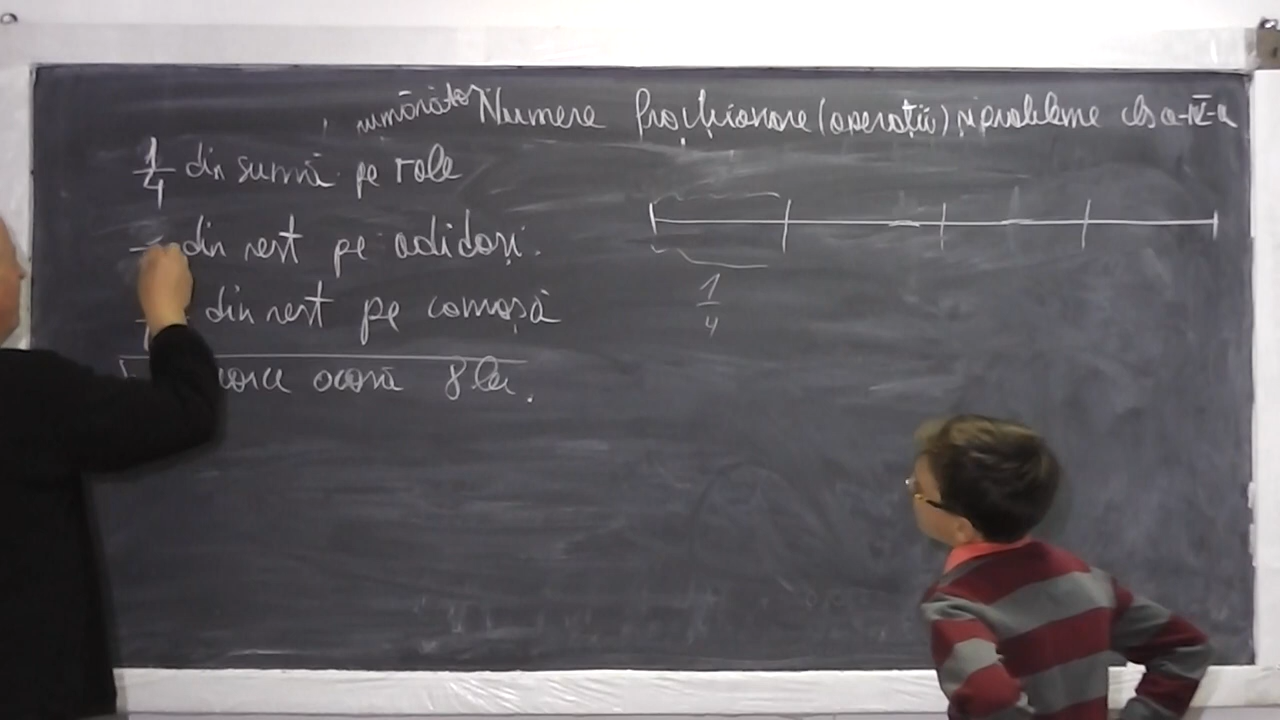 numărător Numere fracționare (operații) și probleme cls a-IV-a
1/4 din sumă pe role
din rest pe adidași.
din rest pe cămașă
acasă 8 lei.
1/4